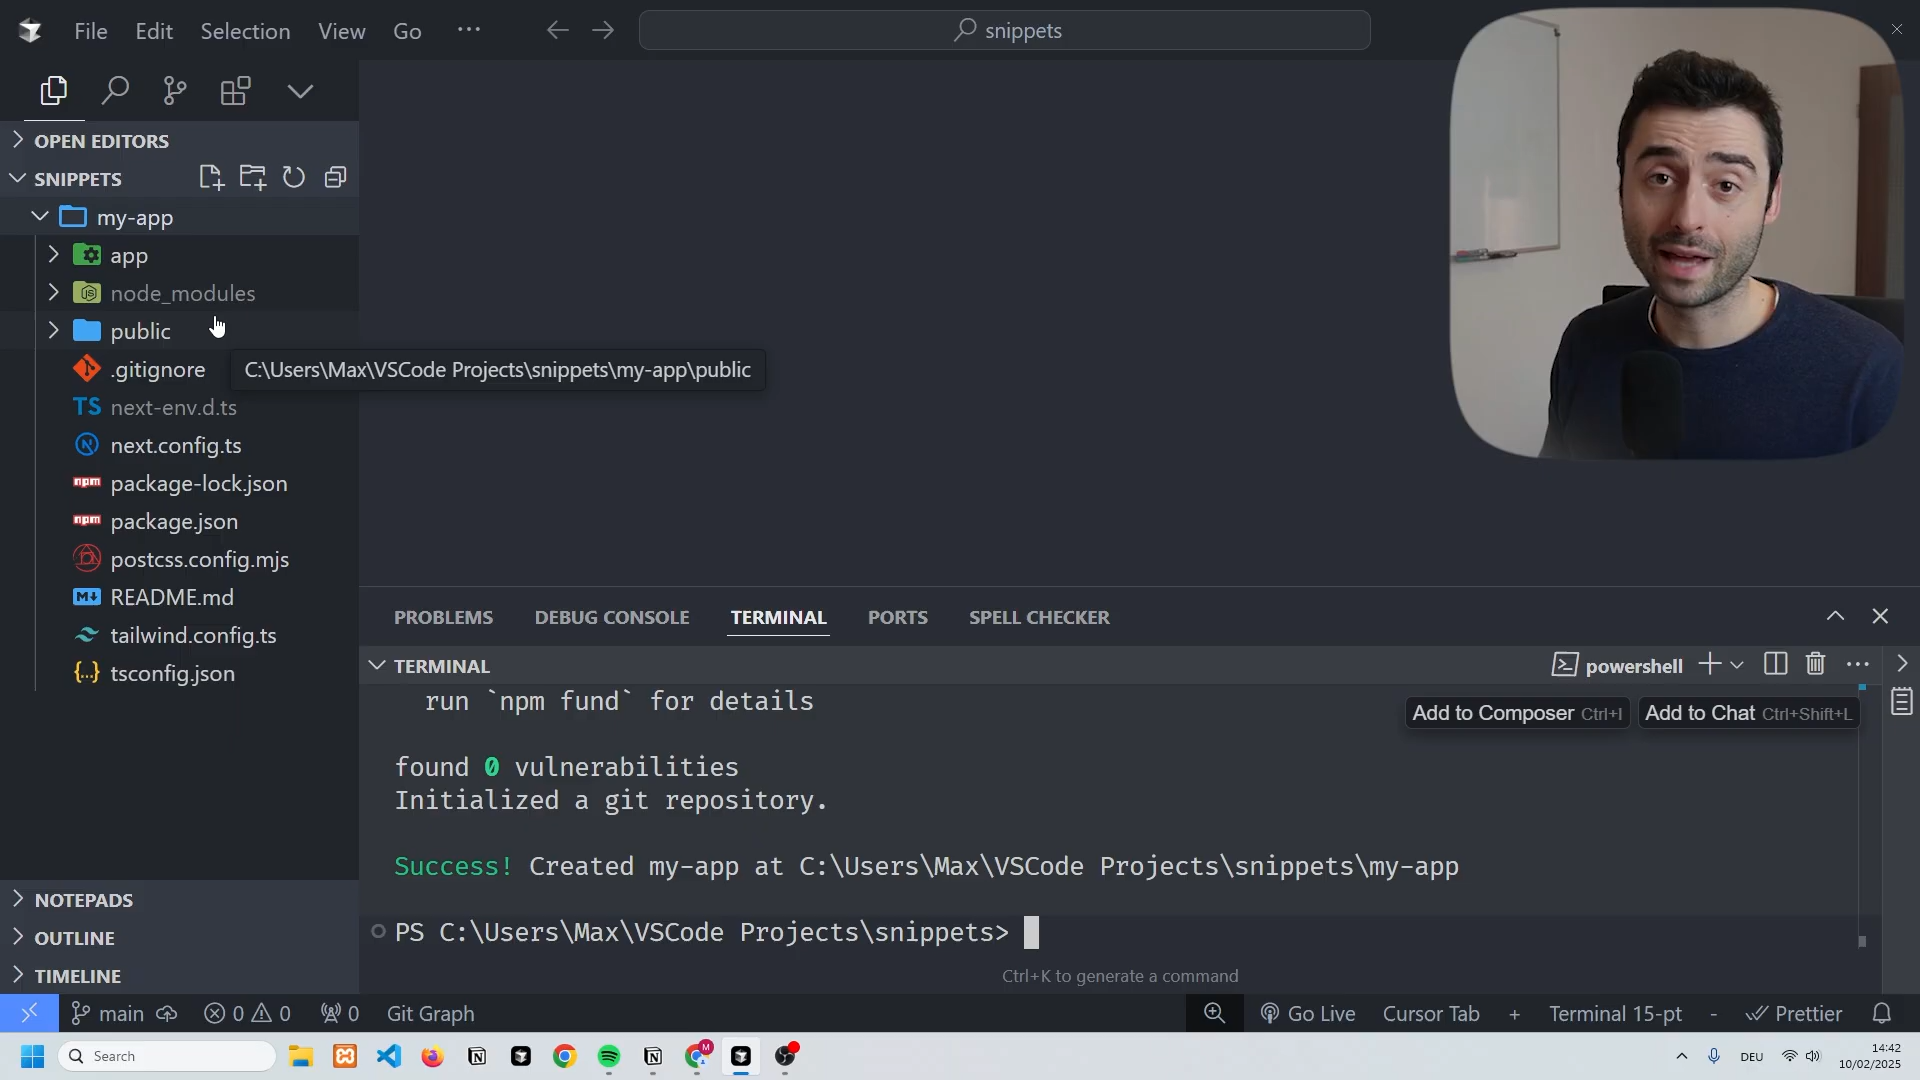 File Edit Selection View Go ...
snippets
OPEN EDITORS
SNIPPETS
my-app
app
node_modules
public
.gitignore
C:\Users\Max\VSCode Projects\snippets\my-app\public
TS next-env.d.ts
next.config.ts
npm package-lock.json
npm package.json
postcss.config.mjs
README.md
tailwind.config.ts
{...} tsconfig.json
NOTEPADS
OUTLINE
TIMELINE
PROBLEMS DEBUG CONSOLE TERMINAL PORTS SPELL CHECKER
TERMINAL
powershell
run `npm fund` for details
Add to Composer Ctrl+I Add to Chat Ctrl+Shift+L
found 0 vulnerabilities
Initialized a git repository.
Success! Created my-app at C:\Users\Max\VSCode Projects\snippets\my-app
PS C:\Users\Max\VSCode Projects\snippets>
Ctrl+K to generate a command
main 0 0 0 Git Graph Go Live Cursor Tab + Terminal 15-pt - Prettier
Search
M
DEU
14:42
10/02/2025